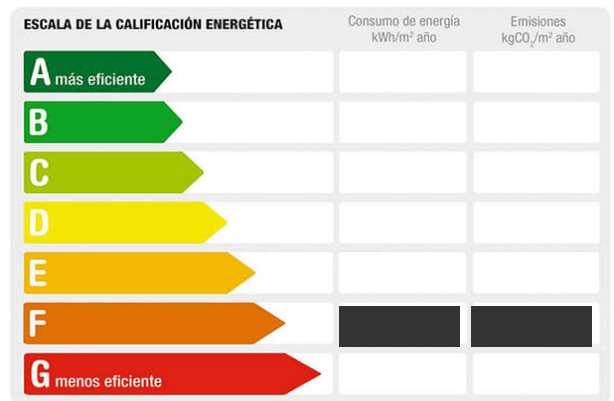 ESCALA DE LA CALIFICACIÓN ENERGÉTICA
Consumo de energía
kWh/m² año
Emisiones
kgCO₂/m² año
A más eficiente
B
C
D
E
F
G menos eficiente